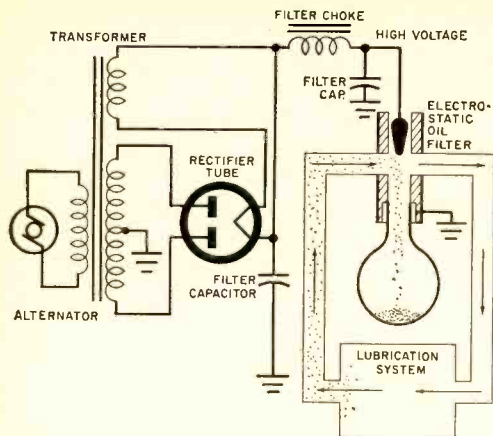 FILTER CHOKE
TRANSFORMER
HIGH VOLTAGE
FILTER
CAP.
ELECTRO-
STATIC
OIL
FILTER
RECTIFIER
TUBE
FILTER
CAPACITOR
ALTERNATOR
LUBRICATION
SYSTEM